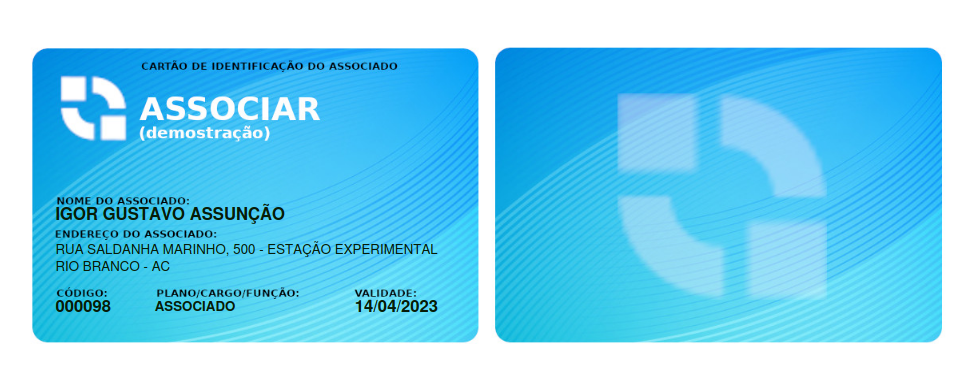 CARTÃO DE IDENTIFICAÇÃO DO ASSOCIADO
ASSOCIAR
(demostração)
NOME DO ASSOCIADO:
IGOR GUSTAVO ASSUNÇÃO
ENDEREÇO DO ASSOCIADO:
RUA SALDANHA MARINHO, 500 - ESTAÇÃO EXPERIMENTAL
RIO BRANCO - AC
CÓDIGO: PLANO/CARGO/FUNÇÃO: VALIDADE:
000098 ASSOCIADO 14/04/2023